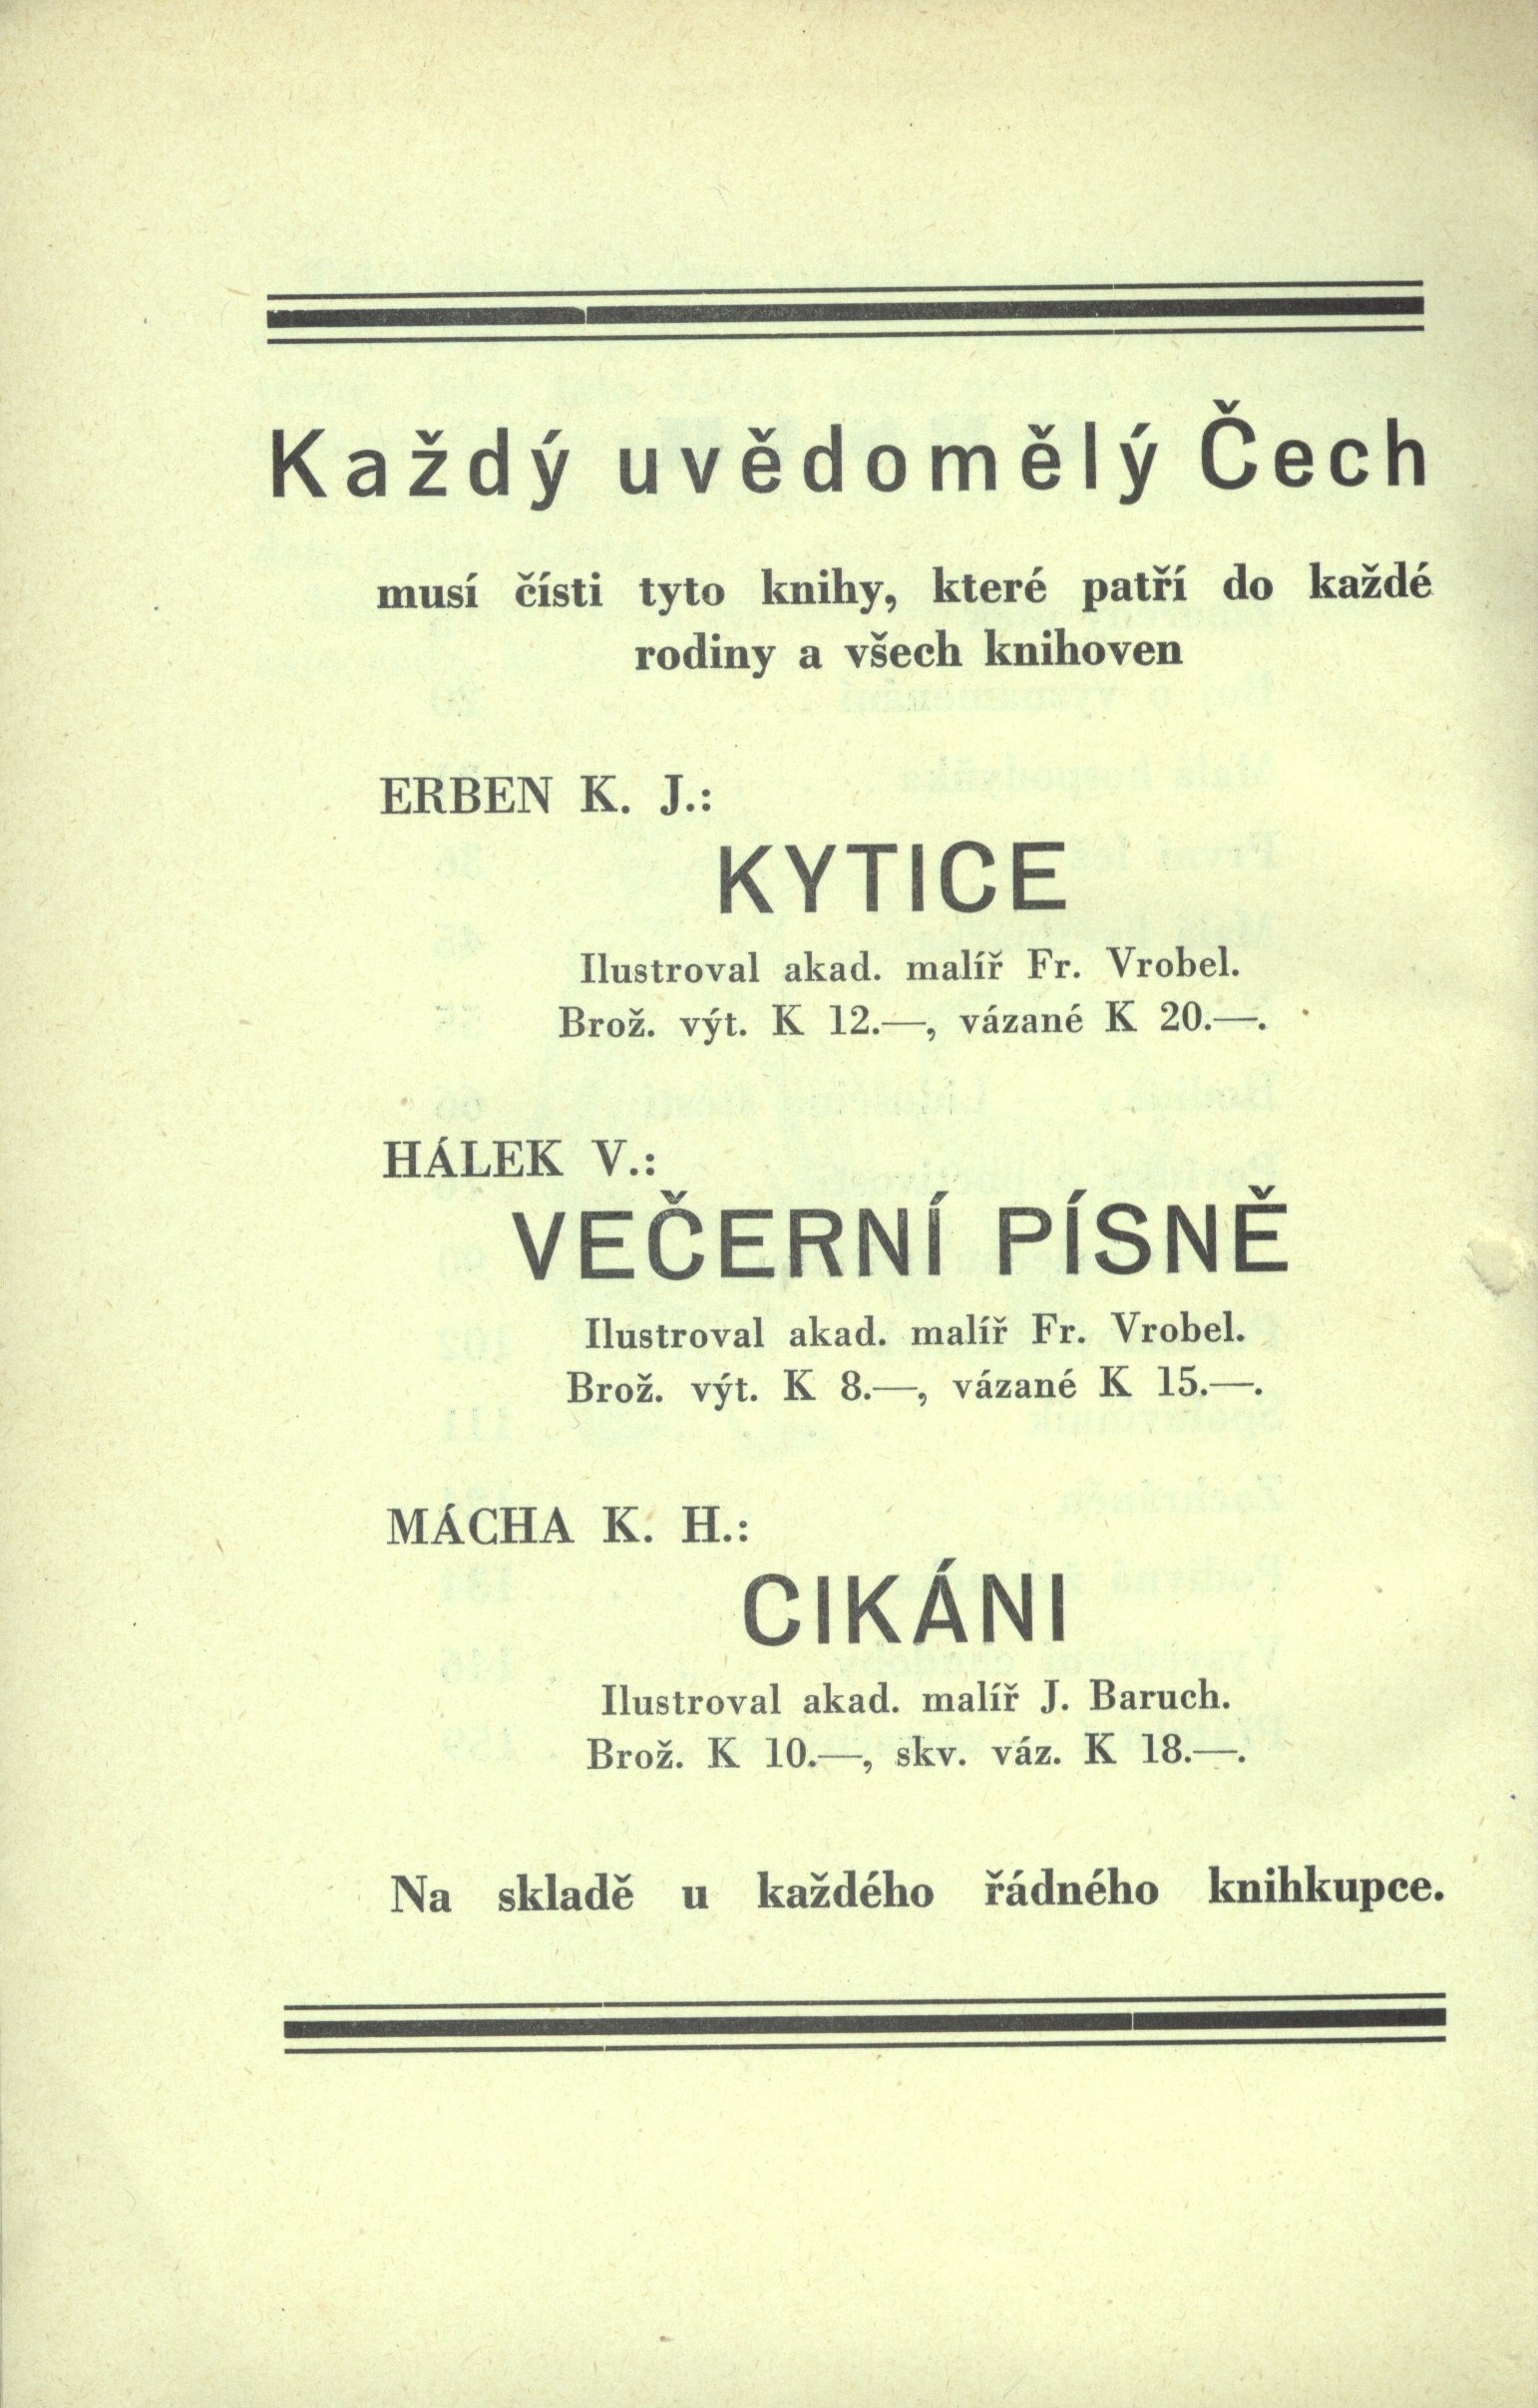 Každý uvědomělý Čech
musí čísti tyto knihy, které patří do každé
rodiny a všech knihoven
ERBEN K. J.:
KYTICE
Ilustroval akad. malíř Fr. Vrobel.
Brož. výt. K 12.—, vázané K 20.—.
HÁLEK V.:
VEČERNÍ PÍSNĚ
Ilustroval akad. malíř Fr. Vrobel.
Brož. výt. K 8.—, vázané K 15.—.
MÁCHA K. H.:
CIKÁNI
Ilustroval akad. malíř J. Baruch.
Brož. K 10.—, skv. váz. K 18.—.
Na skladě u každého řádného knihkupce.